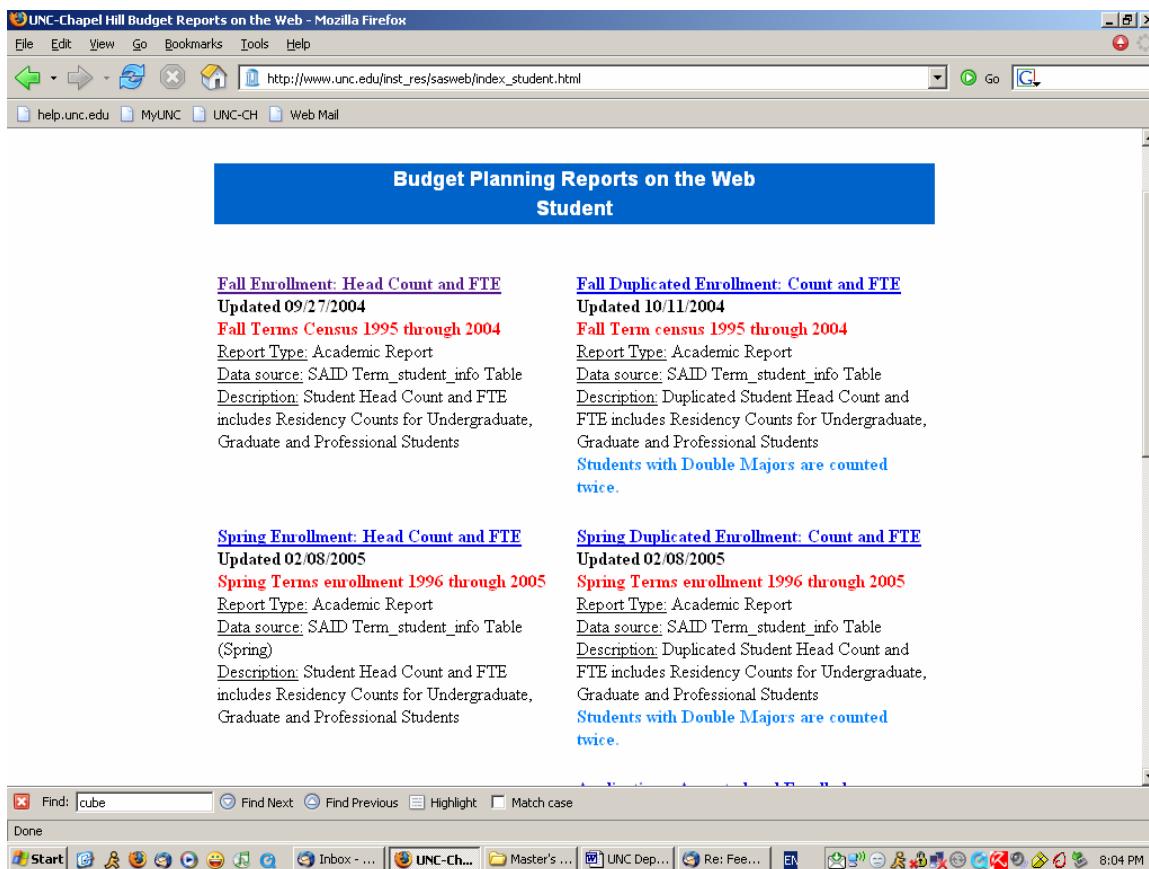 UNC-Chapel Hill Budget Reports on the Web - Mozilla Firefox
File Edit View Go Bookmarks Tools Help
http://www.unc.edu/inst_res/sasweb/index_student.html
Go
help.unc.edu MyUNC UNC-CH Web Mail
Budget Planning Reports on the Web
Student
Fall Enrollment: Head Count and FTE
Updated 09/27/2004
Fall Terms Census 1995 through 2004
Report Type: Academic Report
Data source: SAID Term_student_info Table
Description: Student Head Count and FTE
includes Residency Counts for Undergraduate,
Graduate and Professional Students
Fall Duplicated Enrollment: Count and FTE
Updated 10/11/2004
Fall Term census 1995 through 2004
Report Type: Academic Report
Data source: SAID Term_student_info Table
Description: Duplicated Student Head Count and
FTE includes Residency Counts for Undergraduate,
Graduate and Professional Students
Students with Double Majors are counted
twice.
Spring Enrollment: Head Count and FTE
Updated 02/08/2005
Spring Terms enrollment 1996 through 2005
Report Type: Academic Report
Data source: SAID Term_student_info Table
(Spring)
Description: Student Head Count and FTE
includes Residency Counts for Undergraduate,
Graduate and Professional Students
Spring Duplicated Enrollment: Count and FTE
Updated 02/08/2005
Spring Terms enrollment 1996 through 2005
Report Type: Academic Report
Data source: SAID Term_student_info Table
Description: Duplicated Student Head Count and
FTE includes Residency Counts for Undergraduate,
Graduate and Professional Students
Students with Double Majors are counted
twice.
Find: cube Find Next Find Previous Highlight Match case
Done
Start Inbox - ... UNC-Ch... Master's ... UNC Dep... Re: Fee... EN 8:04 PM